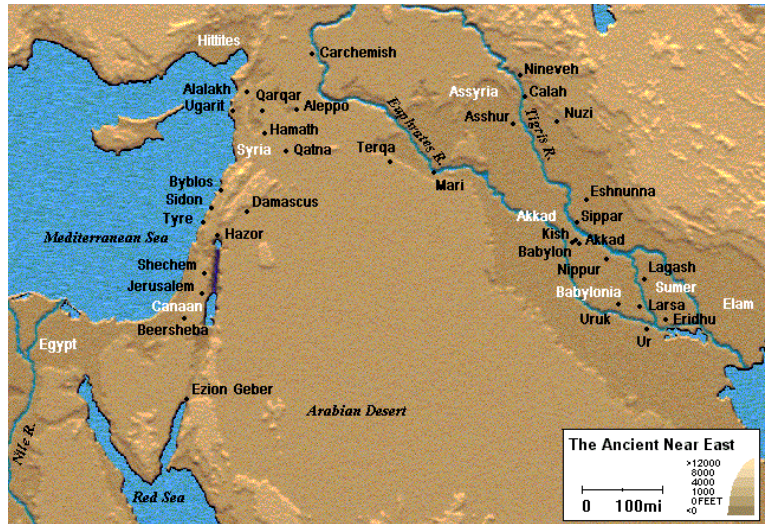 Hittites
Carchemish
Nineveh
Calah
Assyria
Alalakh
Ugarit
Qarqar
Aleppo
Nuzi
Asshur
Euphrates R.
Tigris R.
Hamath
Syria
Qatna
Terqa
Mari
Byblos
Sidon
Tyre
Damascus
Eshnunna
Akkad
Sippar
Mediterranean Sea
Hazor
Kish
Akkad
Babylon
Nippur
Shechem
Lagash
Jerusalem
Sumer
Canaan
Babylonia
Larsa
Elam
Beersheba
Uruk
Eridhu
Egypt
Ur
Ezion Geber
Arabian Desert
Nile R.
Red Sea
The Ancient Near East
>12000
8000
4000
1000
0FEET
<0
0 100mi